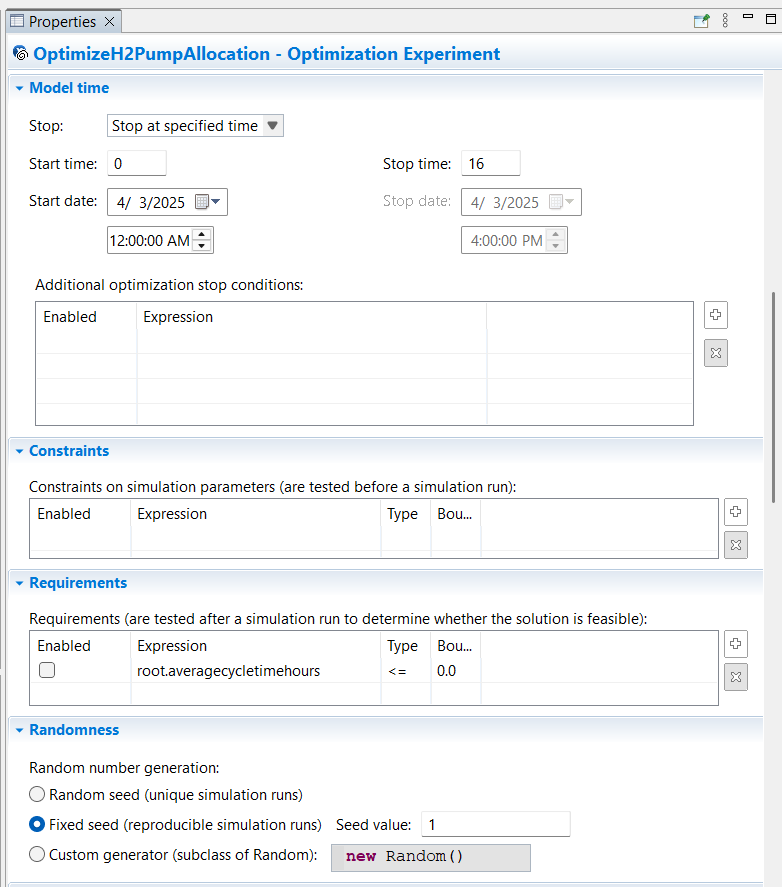 Properties
OptimizeH2PumpAllocation - Optimization Experiment
Model time
Stop: Stop at specified time
Start time: 0 Stop time: 16
Start date: 4/ 3/2025 Stop date: 4/ 3/2025
12:00:00 AM 4:00:00 PM
Additional optimization stop conditions:
Enabled Expression
Constraints
Constraints on simulation parameters (are tested before a simulation run):
Enabled Expression Type Bou...
Requirements
Requirements (are tested after a simulation run to determine whether the solution is feasible):
Enabled Expression Type Bou...
root.averagecycletimehours <= 0.0
Randomness
Random number generation:
Random seed (unique simulation runs)
Fixed seed (reproducible simulation runs) Seed value: 1
Custom generator (subclass of Random): new Random()